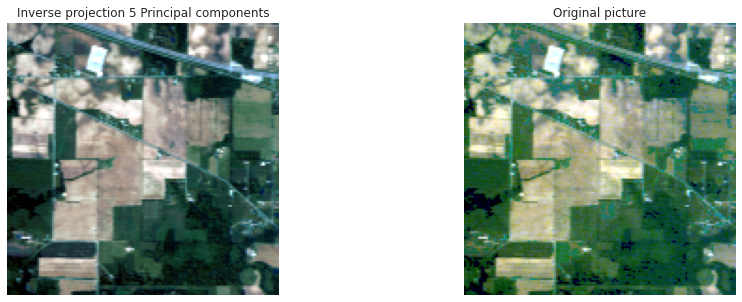 Inverse projection 5 Principal components
Original picture